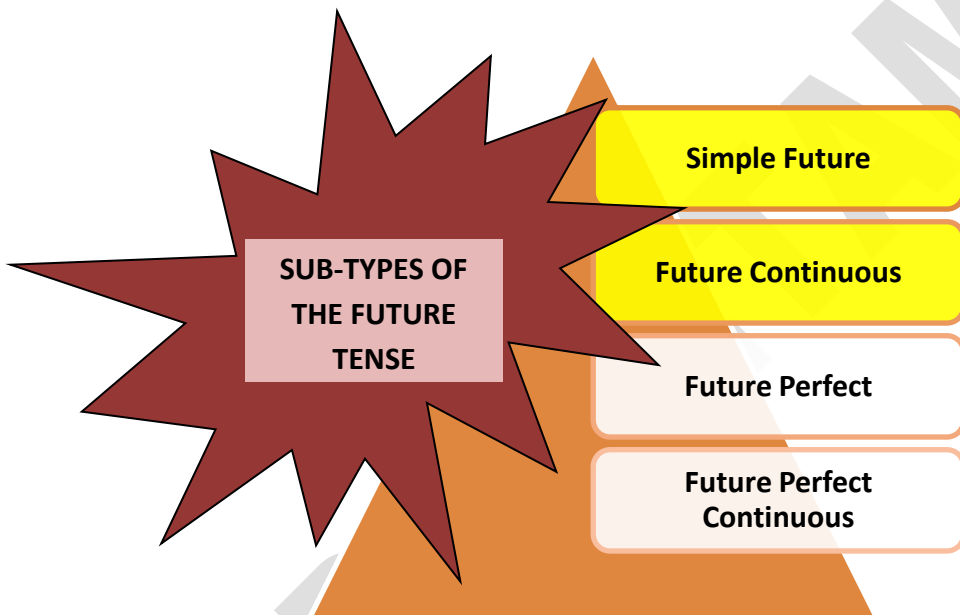 SUB-TYPES OF
THE FUTURE
TENSE
Simple Future
Future Continuous
Future Perfect
Future Perfect
Continuous